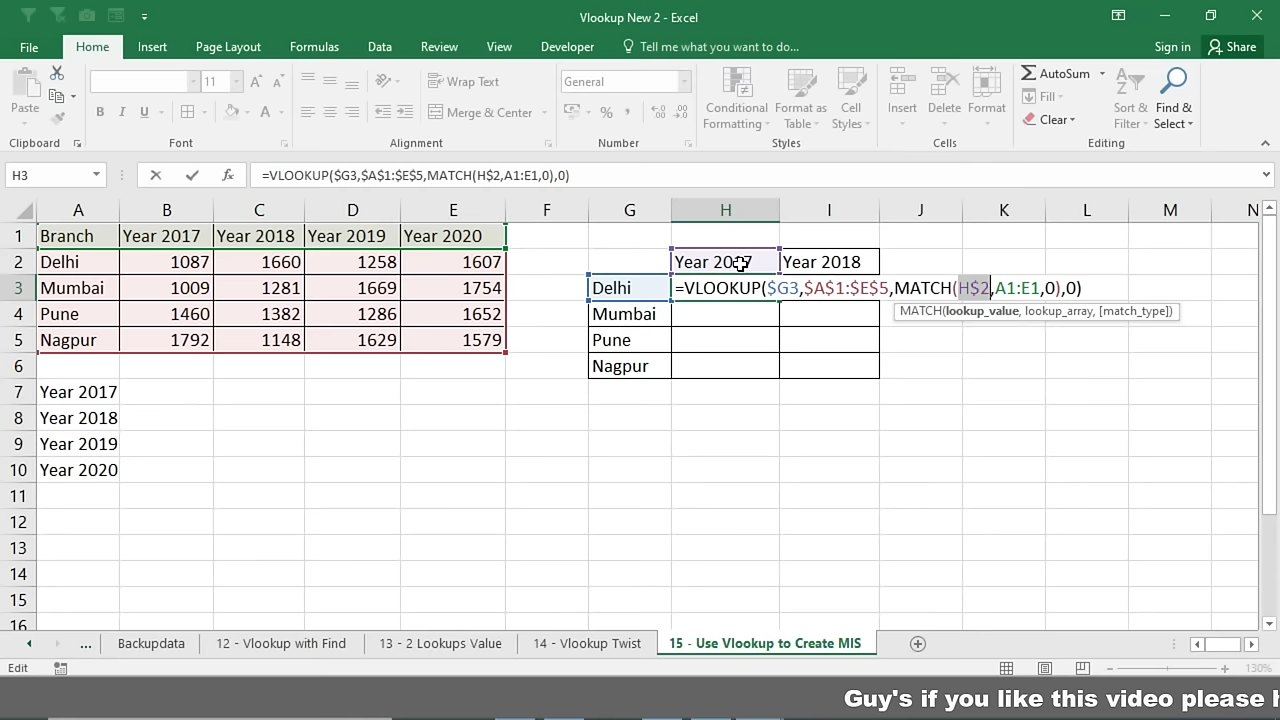 Vlookup New 2 - Excel
File Home Insert Page Layout Formulas Data Review View Developer Tell me what you want to do... Sign in Share
Paste 11 Wrap Text General Conditional Formatting Format as Table Cell Styles Insert Delete Format AutoSum Sort & Filter Find & Select
B I U A Merge & Center % , Fill
Clear
Clipboard Font Alignment Number Styles Cells Editing
H3 fx =VLOOKUP($G3,$A$1:$E$5,MATCH(H$2,A1:E1,0),0)
A B C D E F G H I J K L M N
1 Branch Year 2017 Year 2018 Year 2019 Year 2020
2 Delhi 1087 1660 1258 1607 Year 2017 Year 2018
3 Mumbai 1009 1281 1669 1754 Delhi =VLOOKUP($G3,$A$1:$E$5,MATCH(H$2,A1:E1,0),0)
MATCH(lookup_value, lookup_array, [match_type])
4 Pune 1460 1382 1286 1652 Mumbai
5 Nagpur 1792 1148 1629 1579 Pune
6 Nagpur
7 Year 2017
8 Year 2018
9 Year 2019
10 Year 2020
11
12
13
14
15
16
... Backupdata 12 - Vlookup with Find 13 - 2 Lookups Value 14 - Vlookup Twist 15 - Use Vlookup to Create MIS
Edit 130%
Guy's if you like this video please